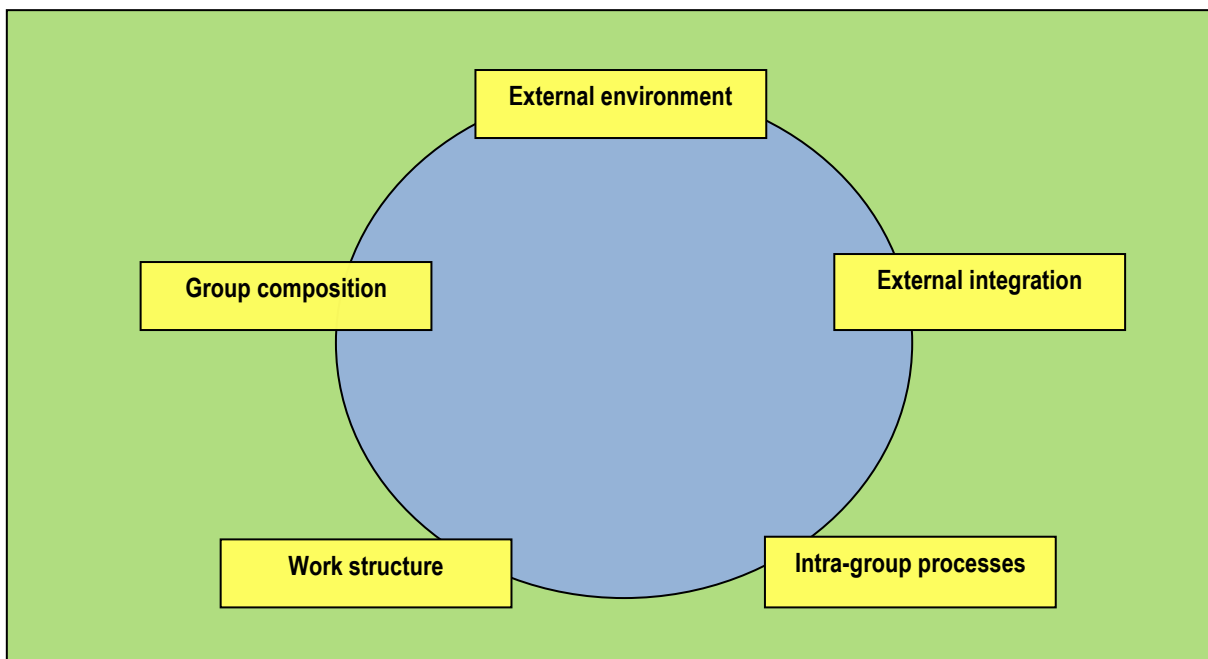 External environment
Group composition
External integration
Work structure
Intra-group processes